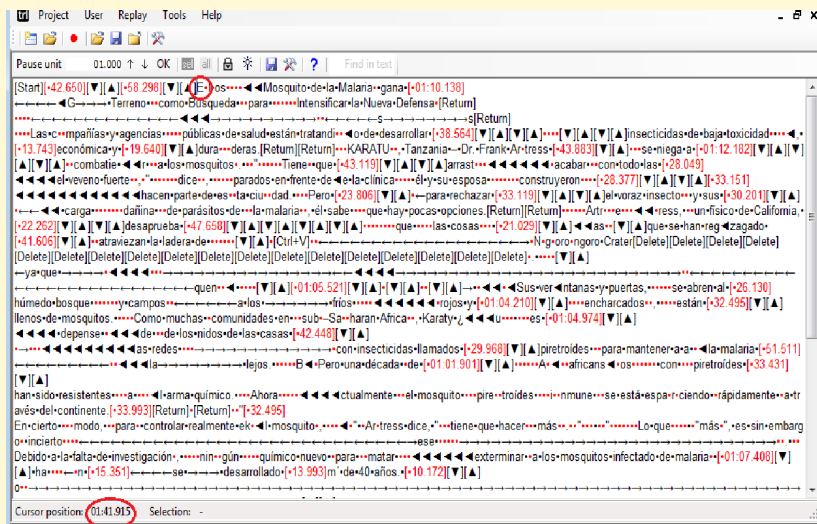 Project User Replay Tools Help
Pause unit 01.000 ↑ ↓ OK all ? Find in text
[Start][•42.650][▼][▲][•58.298][▼][▲]E•bos••••◄◄Mosquito•de•la•Malaria••gana•[•01:10.138]
←←←←◄G→→→•Terreno•••como•Búsqueda••para•••••••Intensificar•la•Nueva•Defensa[Return]
••••←←←←←←←←←←←←←◄◄◄→→→→→→→••←←←←←s→→→→→→→→s[Return]
••••Las•c••mpañías•y•agencias•••••públicas•de•salud•están•tratandi••◄o•de•desarrollar•[•38.564][▼][▲][▼][▲]••••[▼][▲][▼][▲]insecticidas•de•baja•toxicidad••••◄,•
[•13.743]económica•y[•19.640][▼][▲]dura•••deras.[Return][Return]•••KARATU••,•Tanzania•–•Dr.•Frank•Ar•tress•[•43.883][▼][▲]•••se•niega•a•[•01:12.182][▼][▲][▼]
[▲][▼][▲]••combatie•◄◄r•••a•los•mosquitos•.•••"••••••Tiene••que•[•43.119][▼][▲][▼][▲]arrast•••◄◄◄◄◄◄•acabar•••con•todo•las•[•28.049]
◄◄◄◄el•veveno•fuerte••,•"•••••••dice••,••••••parados•en•frente•de•◄e•la•clínica•••••él•y•su•esposa•••••••••construyeron••••[•28.377][▼][▲][▼][▲][•33.151]
◄◄◄◄◄◄◄◄◄◄◄hacen•parte•de•es••ta•ciu••dad.••••Pero•[•23.806][▼][▲]•←para•rechazar•[•33.119][▼][▲][▼][▲]el•voraz•insecto•••y•sus•[•30.201][▼][▲]
•←←◄◄•carga•••••••dañina•••de•parásitos•de•••la•malaria••,•él•sabe••••que•hay•pocas•opciones.[Return][Return]•••••••Artr•••e••••◄◄ress,•••un•físico•de•California,•
[•22.262][▼][▲][▼][▲]desaprueba•[•47.658][▼][▲][▼][▲][▼][▲][▼][▲]•••••••••que•••••las•cosas••••[•21.029][▼][▲]◄◄as••[▼][▲]que•se•han•reg◄zagado•
[•41.606][▼][▲]••atraviezan•la•ladera•de•••••••[▼][▲]•[Ctrl+V]••←←←←←←←←←←←←←←←←←←←←←←•N•g•oro•ngoro•Crater[Delete][Delete][Delete][Delete]
[Delete][Delete][Delete][Delete][Delete][Delete][Delete][Delete][Delete][Delete][Delete][Delete][Delete][Delete]•.•••••[▼][▲]
←ya•que•→→→→→•◄◄◄◄•
quen••◄•••••[▼][▲][•01:05.521][▼][▲]•[▼][▲]••[▼][▲]→••◄•◄Sus•ver◄ntanas•y•puertas,•••••••se•abren•al•[•26.130]
húmedo•bosque•••••••y•campos••←←←←←a•los•→→→→→→•fríos••••◄◄◄◄◄◄•rojos•y•[•01:04.210][▼][▲]••••encharcados••,•••••están•[•32.495][▼][▲]
llenos•de•mosquitos.•••••Como•muchas••comunidades•en•••sub•–Sa••haran•Africa••,•Karaty•¿◄◄◄u••••••••es•[•01:04.974][▼][▲]
◄◄◄◄•depense••◄◄◄de•••de•los•nidos•de•las•casas•[•42.448][▼][▲]
•→•••◄◄◄◄◄◄◄◄◄as•redes••••→→→→→→→→→→→→→→→→•con•insecticidas•llamados•[•29.968][▼][▲]piretroídes•••para•mantener•a•a••◄la•malaria•[•51.511]
←←←←←←←←←←••◄◄◄la→→→→→→→→→lejos.•••••••B◄•Pero•una•década••de•[•01:01.901][▼][▲]••••••A•◄••africans◄os•••••••con••••piretroídes•[•33.431]
[▼][▲]
han•sido•resistentes••••a••••◄l•arma•químico.••••Ahora•••••◄◄◄◄ctualmente•••el•mosquito••••pire••troídes••••i•nmune•••se•está•espa•r•ciendo••rápidamente••a•tr
avés•del•continente.[•33.993][Return]•[Return]••"[•32.495]
En•cierto••••modo,•••para•controlar•realmente•ek•◄l•mosquito•,••••◄•"••Ar•tress•dice,•"•••tiene•que•hacer•••más••.••"••••••"•••••••Lo•que••••••"más•",•es•sin•embarg
o••incierto••••←←←←←←←←←←←←←←←←←←←←←←←←←←ese••••••→→→→→→→→→→→→→→→→→→→→→→→→→→→→→→••.•••
Debido•a•la•falta•de•investigación•,•••••nin••gún•••••químico•nuevo••para•••matar••••◄◄◄◄◄exterminar••a•los•mosquitos•infectado•de•malaria••[•01:07.408][▼]
[▲]•ha••••←n•[•15.351]←←←←se•→→→→•desarrollado•[•13.993]m´•de•40•años.•[•10.172][▼][▲]
Cursor position: 01:41.915 Selection: -